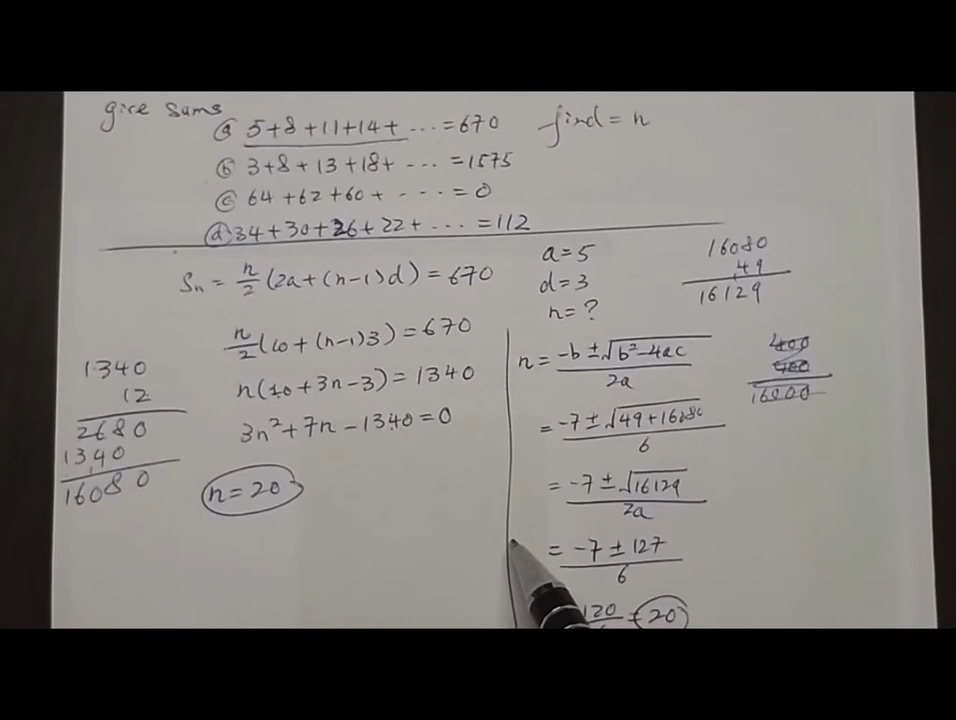 give sums
ⓐ 5+8+11+14+ ... =670 find = n
ⓑ 3+8+13+18+ ... =1575
ⓒ 64+62+60+ ... =0
ⓓ 34+30+26+22+ ... =112
Sn = n/2 (2a+(n-1)d) = 670
n/2 (10+(n-1)3) = 670
n(10+3n-3) = 1340
3n²+7n-1340=0
n=20
1340
12
2680
1340
16080
a=5
d=3
n=?
16080
49
16129
n = -b ± √b²-4ac / 2a
= -7 ± √49+16080 / 6
= -7 ± √16129 / 2a
= -7 ± 127 / 6
120 = 20
400
400
16000